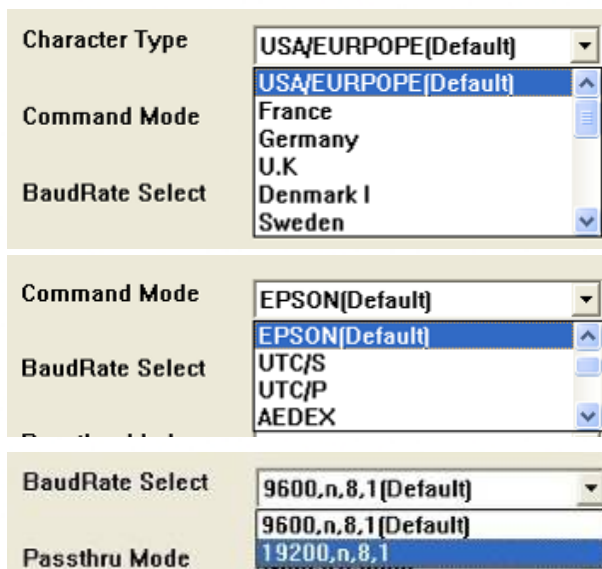 Character Type USA/EURPOPE(Default)
USA/EURPOPE(Default)
Command Mode France
Germany
U.K
BaudRate Select Denmark I
Sweden
Command Mode EPSON(Default)
EPSON(Default)
BaudRate Select UTC/S
UTC/P
AEDEX
BaudRate Select 9600,n,8,1(Default)
9600,n,8,1(Default)
Passthru Mode 19200,n,8,1